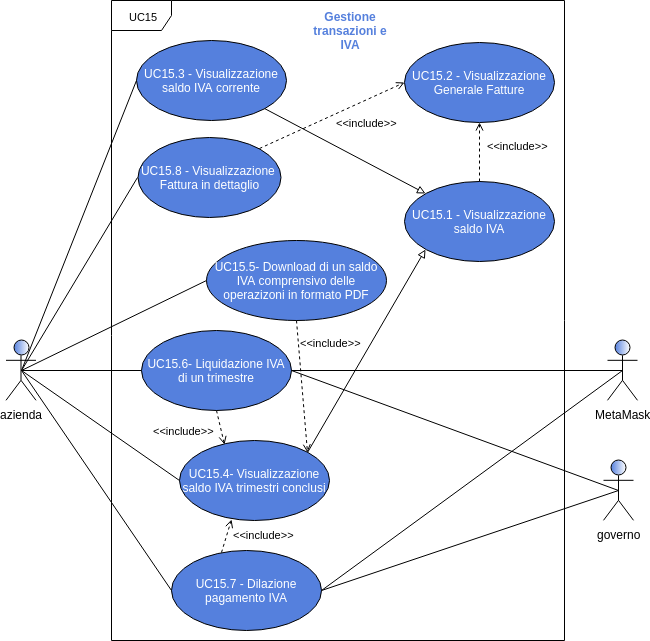 UC15
Gestione
transazioni e
IVA
UC15.3 - Visualizzazione
saldo IVA corrente
UC15.2 - Visualizzazione
Generale Fatture
<<include>>
<<include>>
UC15.8 - Visualizzazione
Fattura in dettaglio
UC15.1 - Visualizzazione
saldo IVA
UC15.5- Download di un saldo
IVA comprensivo delle
operazioni in formato PDF
<<include>>
UC15.6- Liquidazione IVA
di un trimestre
azienda
MetaMask
<<include>>
UC15.4- Visualizzazione
saldo IVA trimestri conclusi
governo
<<include>>
UC15.7 - Dilazione
pagamento IVA